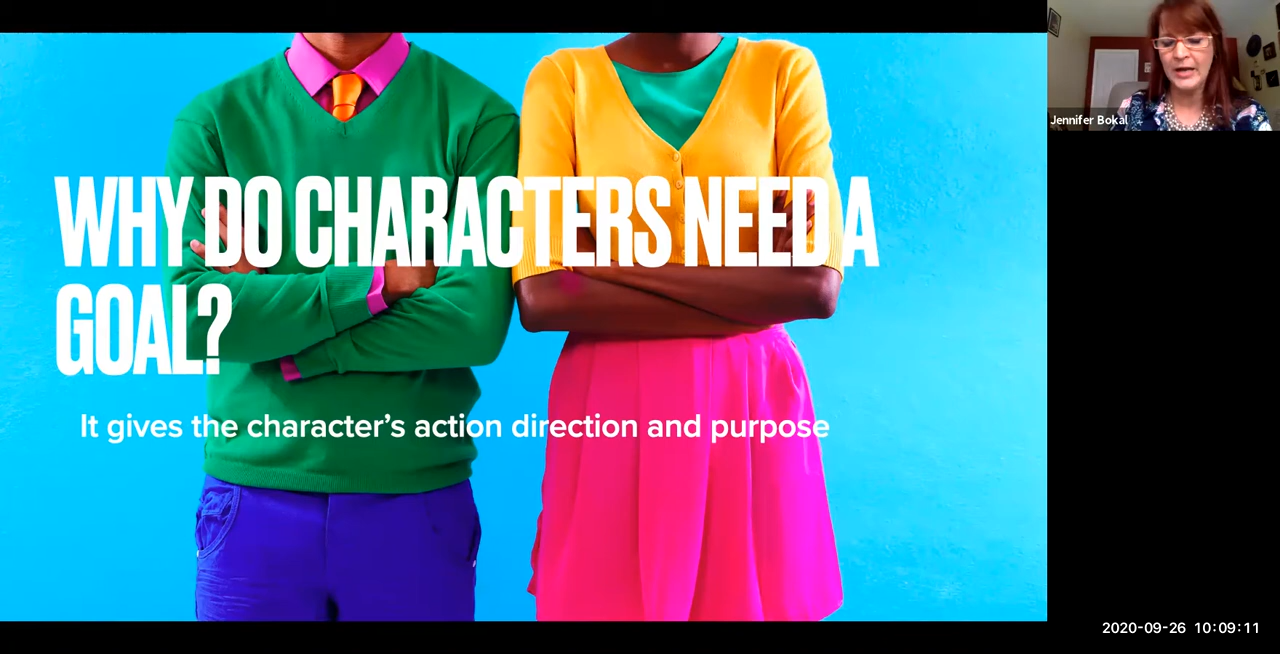 WHY DO CHARACTERS NEED A
GOAL?
It gives the character's action direction and purpose
Jennifer Bokal
2020-09-26 10:09:11